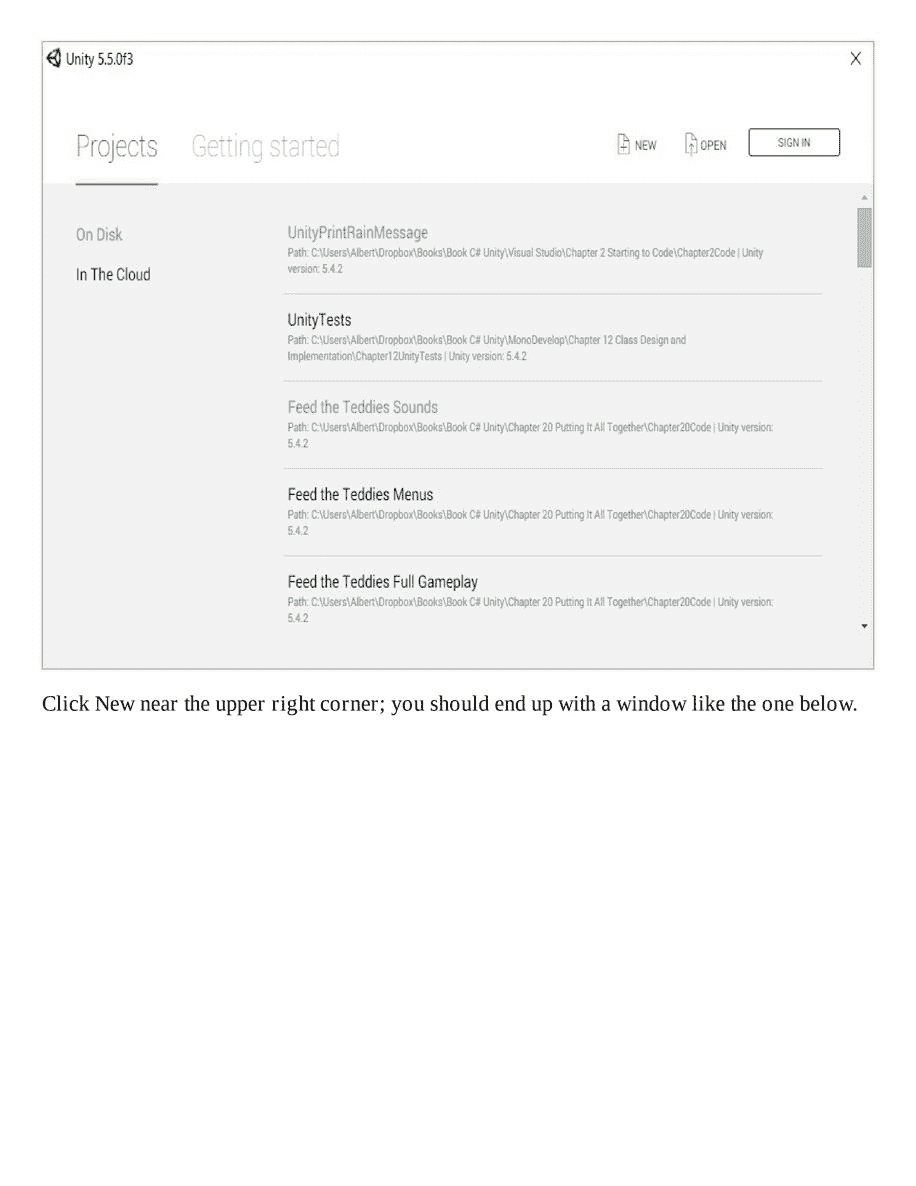 Unity 5.5.0f3
X
Projects Getting started NEW OPEN SIGN IN
On Disk
In The Cloud
UnityPrintRainMessage
Path: C:\Users\Albert\Dropbox\Books\Book C# Unity\Visual Studio\Chapter 2 Starting to Code\Chapter2Code | Unity
version: 5.4.2
UnityTests
Path: C:\Users\Albert\Dropbox\Books\Book C# Unity\MonoDevelop\Chapter 12 Class Design and
Implementation\Chapter12UnityTests | Unity version: 5.4.2
Feed the Teddies Sounds
Path: C:\Users\Albert\Dropbox\Books\Book C# Unity\Chapter 20 Putting It All Together\Chapter20Code | Unity version:
5.4.2
Feed the Teddies Menus
Path: C:\Users\Albert\Dropbox\Books\Book C# Unity\Chapter 20 Putting It All Together\Chapter20Code | Unity version:
5.4.2
Feed the Teddies Full Gameplay
Path: C:\Users\Albert\Dropbox\Books\Book C# Unity\Chapter 20 Putting It All Together\Chapter20Code | Unity version:
5.4.2
Click New near the upper right corner; you should end up with a window like the one below.